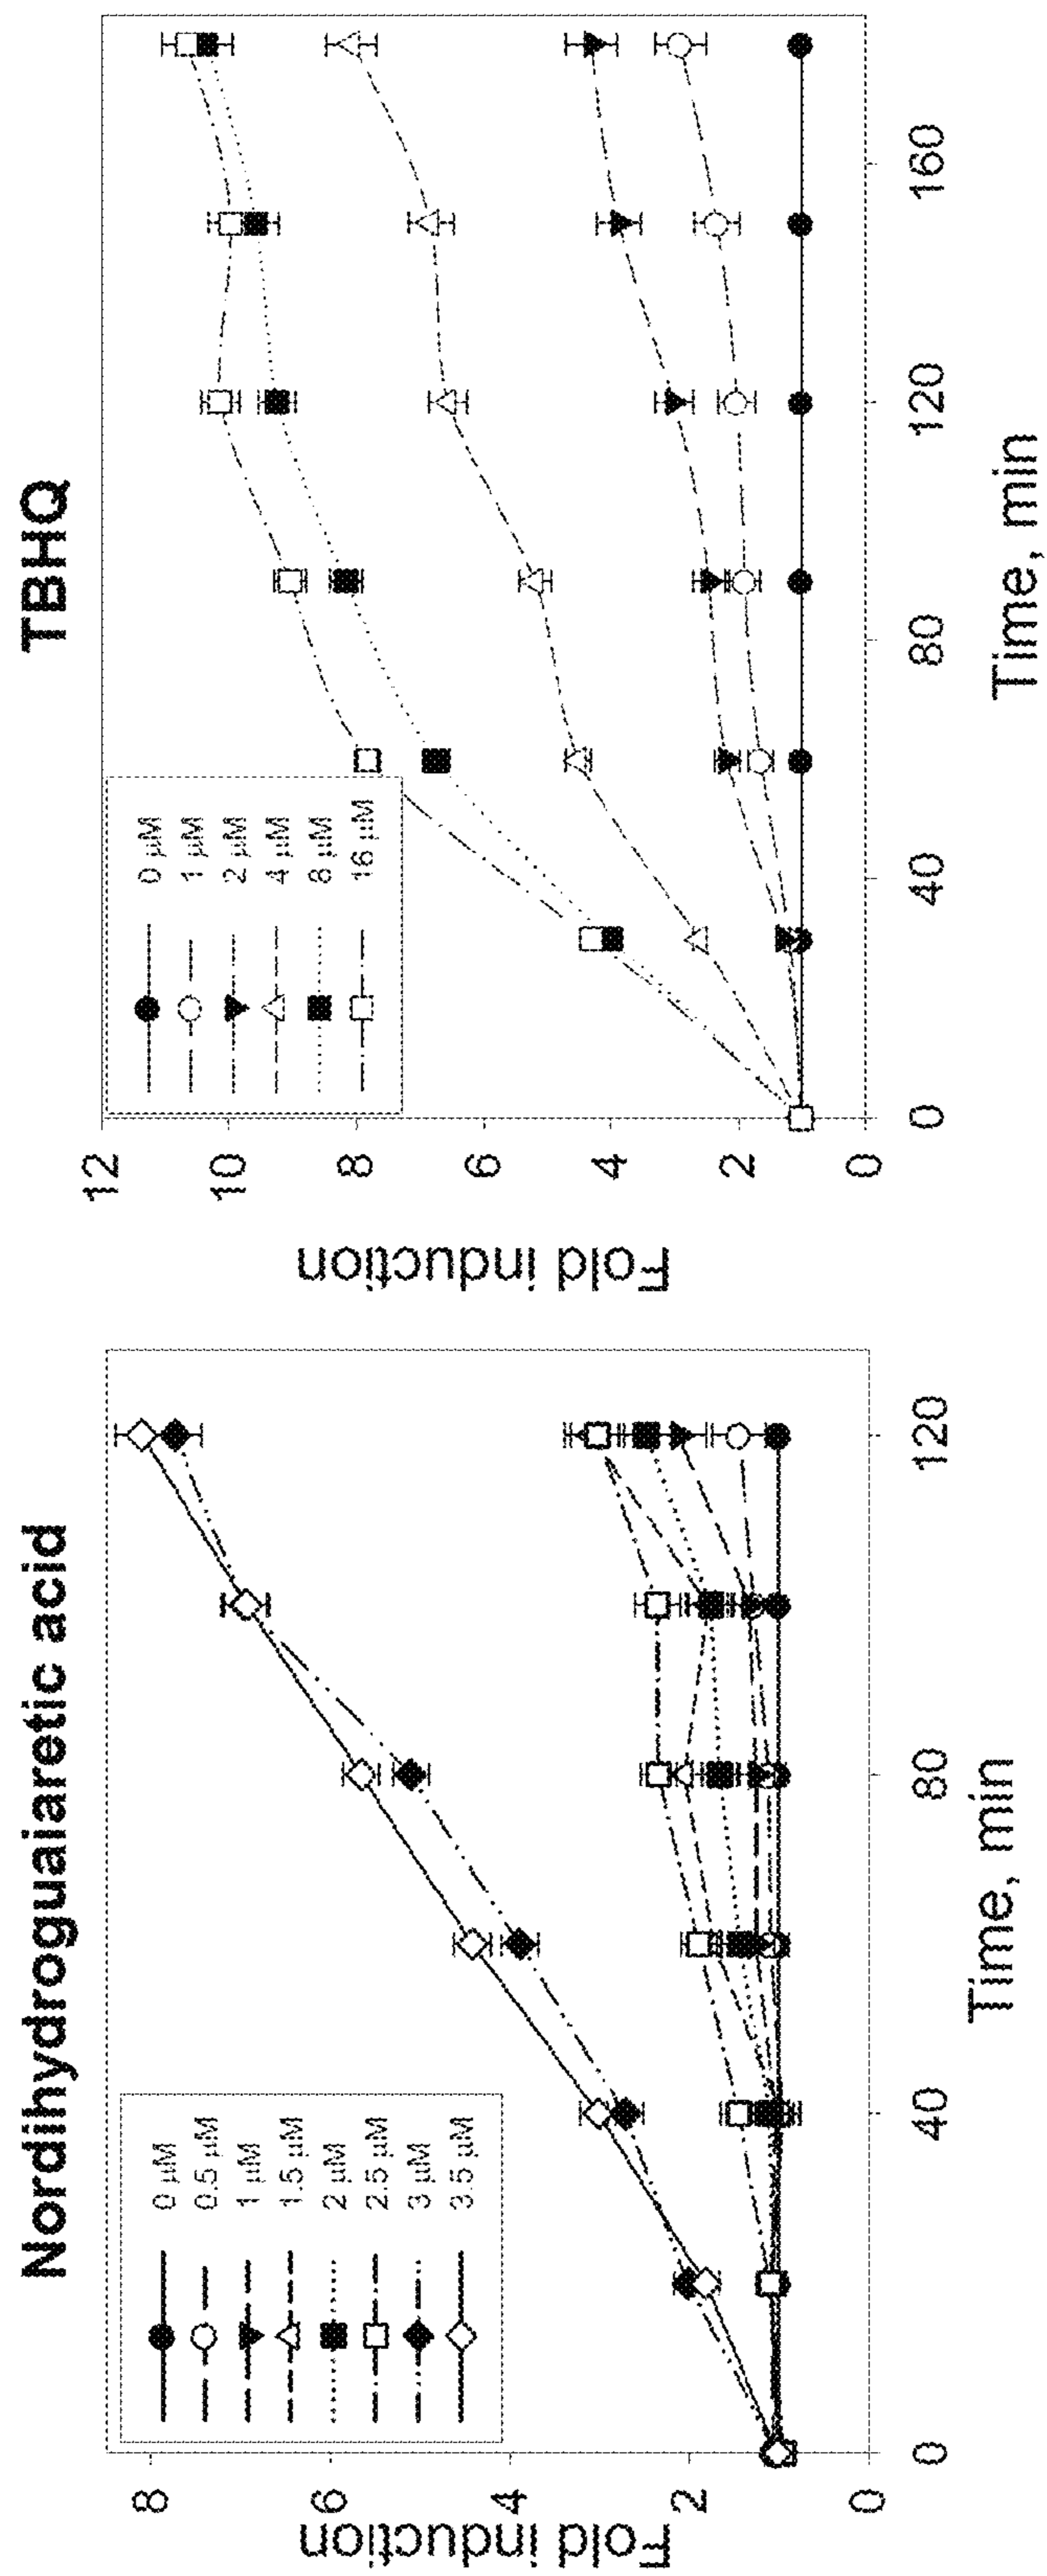 Nordihydroguaiaretic acid
Fold induction
8
6
4
2
0
0 µM
0.5 µM
1 µM
1.5 µM
2 µM
2.5 µM
3 µM
3.5 µM
0 40 80 120
Time, min
TBHQ
Fold induction
12
10
8
6
4
2
0
0 µM
1 µM
2 µM
4 µM
8 µM
16 µM
0 40 80 120 160
Time, min